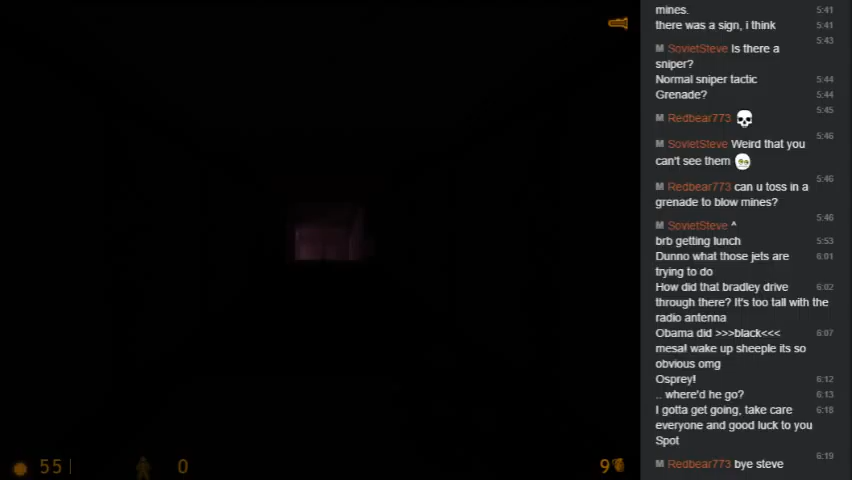 mines. 5:41
there was a sign, i think 5:41
M SovietSteve Is there a 5:43
sniper?
Normal sniper tactic 5:44
Grenade? 5:44
M Redbear773 5:45
M SovietSteve Weird that you 5:46
can't see them
M Redbear773 can u toss in a 5:46
grenade to blow mines?
M SovietSteve ^ 5:46
brb getting lunch 5:53
Dunno what those jets are 6:01
trying to do
How did that bradley drive 6:02
through there? It's too tall with the
radio antenna
Obama did >>>black<<< 6:07
mesa! wake up sheeple its so
obvious omg
Osprey! 6:12
.. where'd he go? 6:13
I gotta get going, take care 6:18
everyone and good luck to you
Spot
M Redbear773 bye steve 6:19
55 0 9